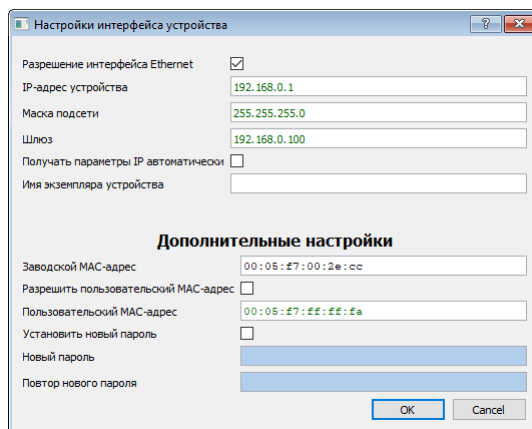 Настройки интерфейса устройства
Разрешение интерфейса Ethernet
IP-адрес устройства 192.168.0.1
Маска подсети 255.255.255.0
Шлюз 192.168.0.100
Получать параметры IP автоматически
Имя экземпляра устройства
Дополнительные настройки
Заводской MAC-адрес 00:05:f7:00:2e:cc
Разрешить пользовательский MAC-адрес
Пользовательский MAC-адрес 00:05:f7:ff:ff:fa
Установить новый пароль
Новый пароль
Повтор нового пароля
OK Cancel